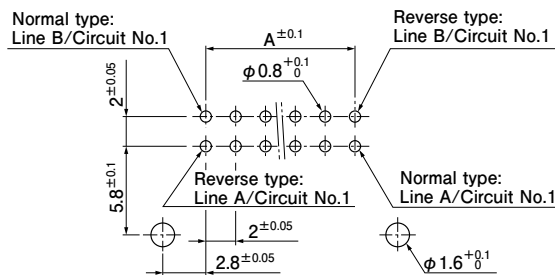 Normal type:
Line B/Circuit No.1
Reverse type:
Line B/Circuit No.1
A±0.1
φ0.8+0.1 0
2±0.05
5.8±0.1
Reverse type:
Line A/Circuit No.1
Normal type:
Line A/Circuit No.1
2±0.05
2.8±0.05
φ1.6+0.1 0